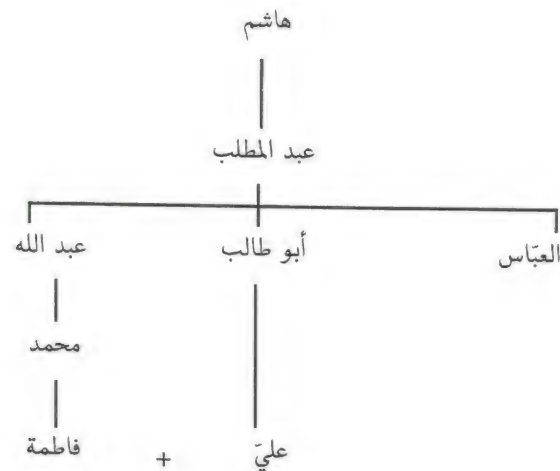 هاشم
عبد المطلب
العبّاس أبو طالب عبد الله
محمد
عليّ + فاطمة